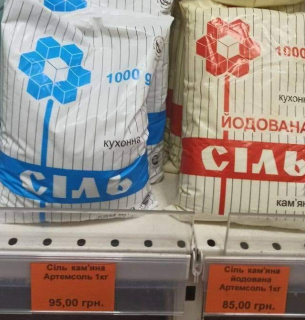 1000 g
кухонна
СІЛЬ
1000
ЙОДОВАНА
кухонна
СІЛЬ
кам'я
Сіль кам'яна
Артемсоль 1кг
95,00 грн.
Сіль кам'яна
йодована
Артемсоль 1кг
85,00 грн.